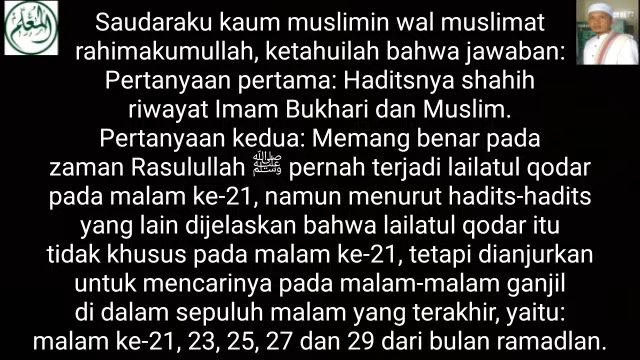 Saudaraku kaum muslimin wal muslimat
rahimakumullah, ketahuilah bahwa jawaban:
Pertanyaan pertama: Haditsnya shahih
riwayat Imam Bukhari dan Muslim.
Pertanyaan kedua: Memang benar pada
zaman Rasulullah ﷺ pernah terjadi lailatul qodar
pada malam ke-21, namun menurut hadits-hadits
yang lain dijelaskan bahwa lailatul qodar itu
tidak khusus pada malam ke-21, tetapi dianjurkan
untuk mencarinya pada malam-malam ganjil
di dalam sepuluh malam yang terakhir, yaitu:
malam ke-21, 23, 25, 27 dan 29 dari bulan ramadlan.